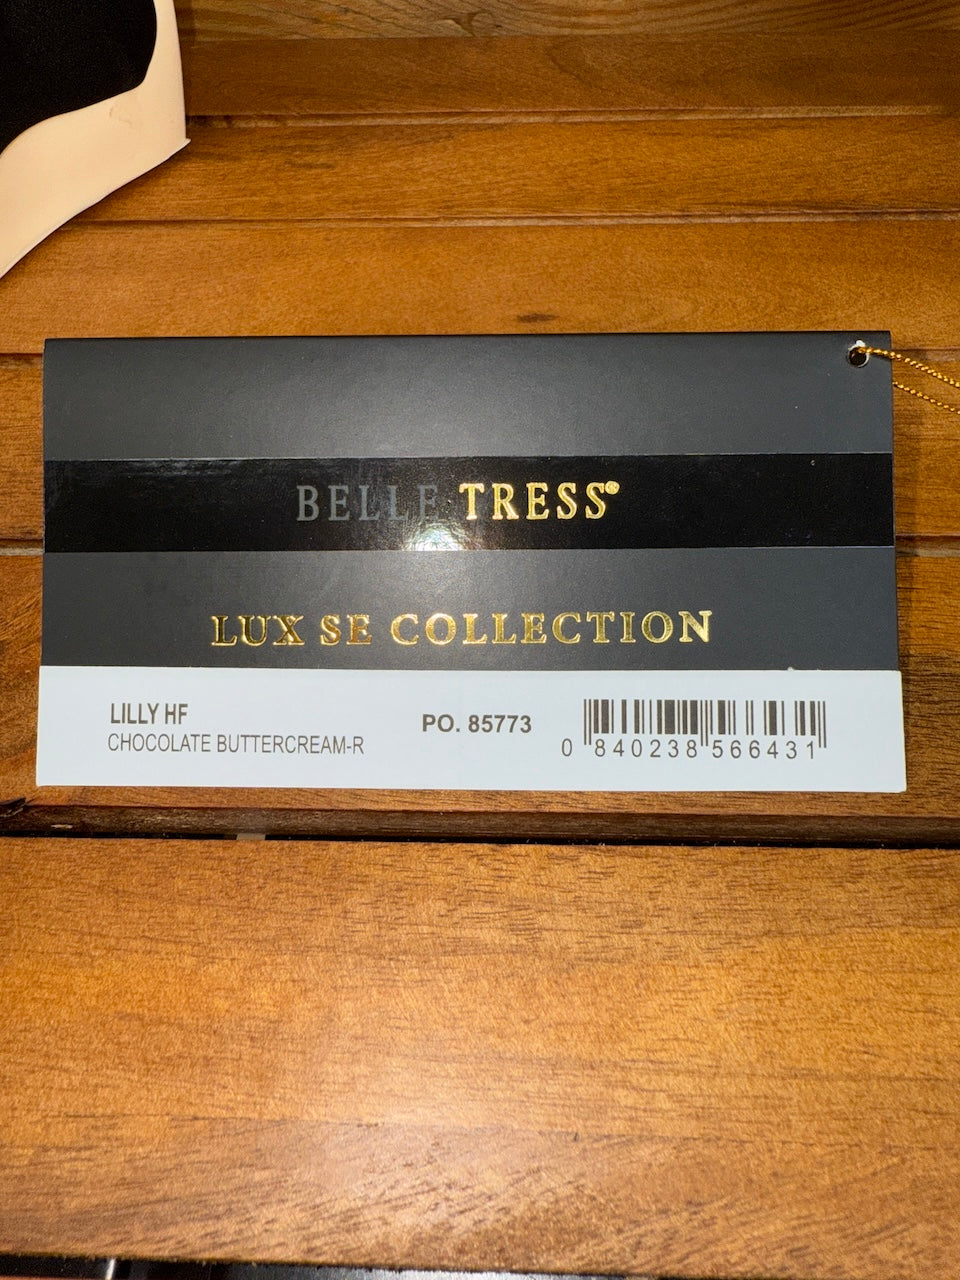 BELLE TRESS®
LUX SE COLLECTION
LILLY HF
CHOCOLATE BUTTERCREAM-R
PO. 85773
0 840238 566431